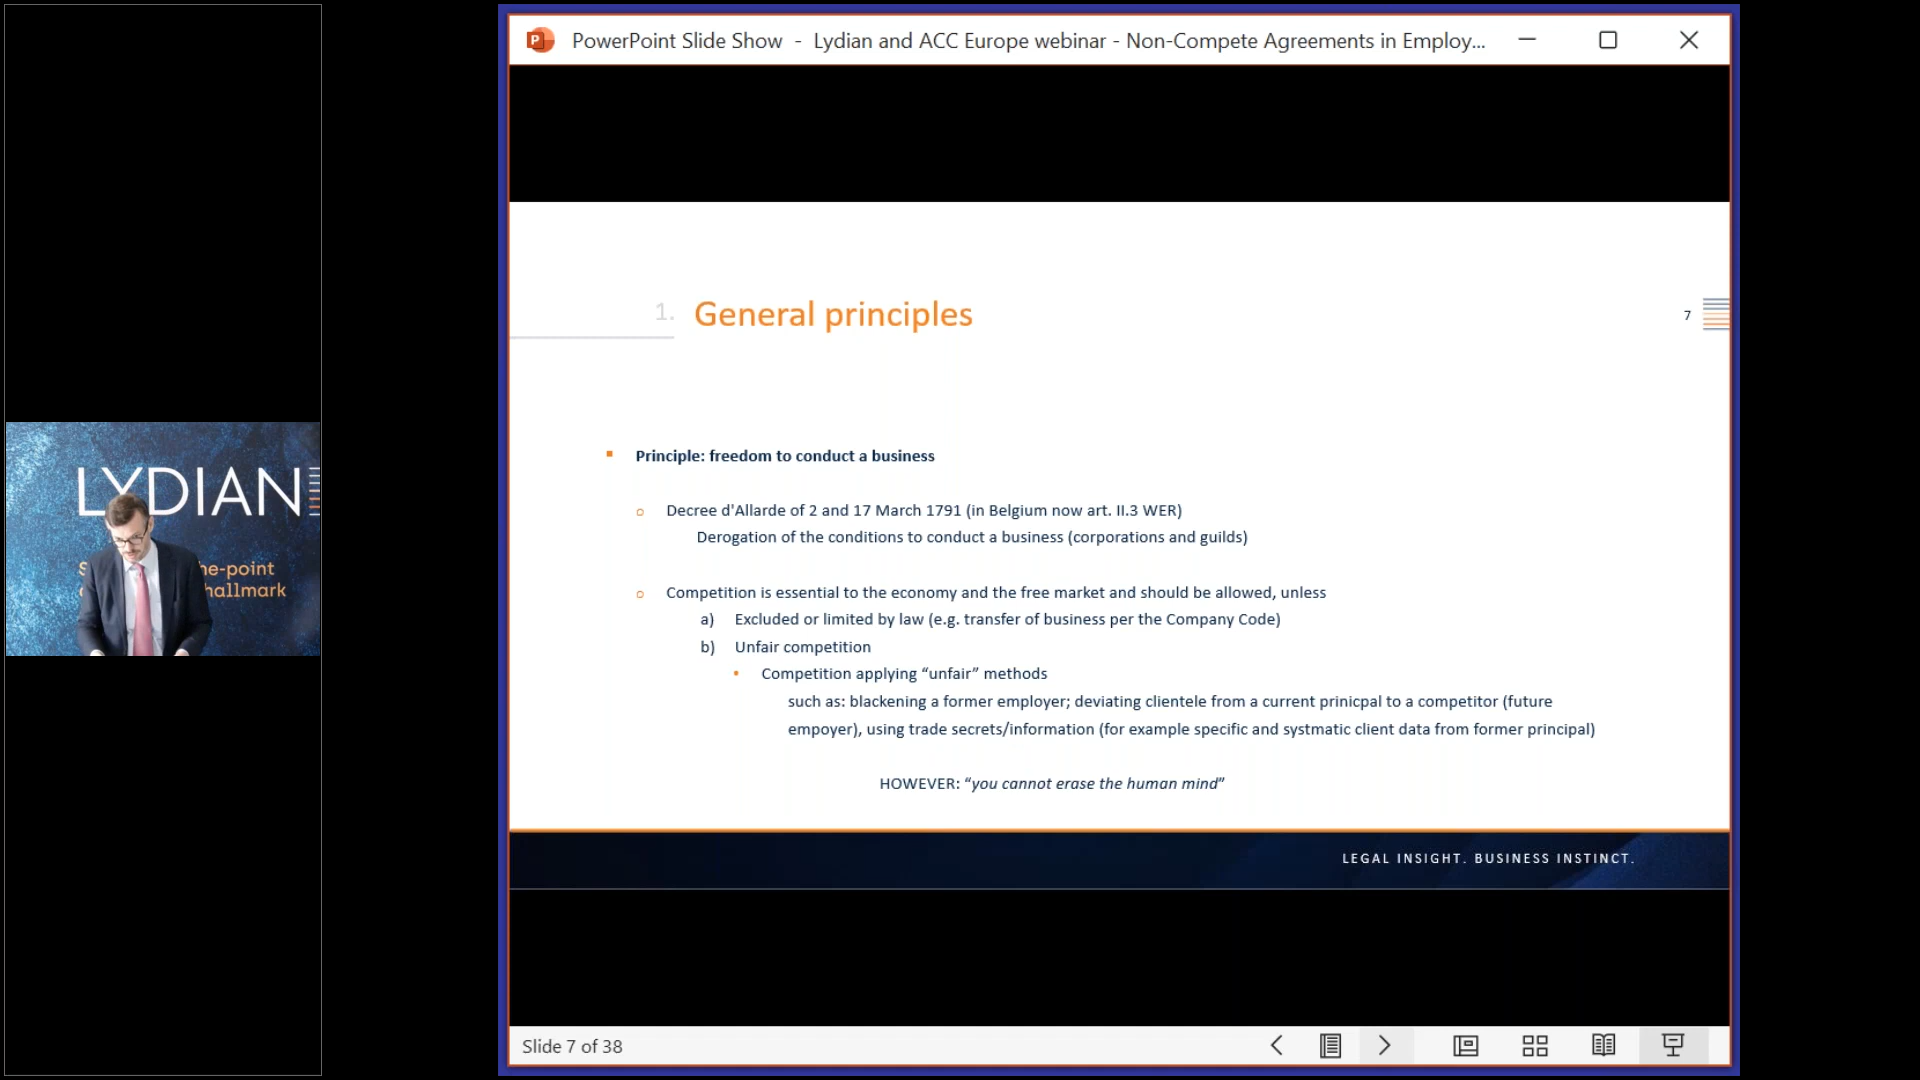 PowerPoint Slide Show - Lydian and ACC Europe webinar - Non-Compete Agreements in Employ...
1. General principles
7
Principle: freedom to conduct a business
Decree d'Allarde of 2 and 17 March 1791 (in Belgium now art. II.3 WER)
Derogation of the conditions to conduct a business (corporations and guilds)
Competition is essential to the economy and the free market and should be allowed, unless
a) Excluded or limited by law (e.g. transfer of business per the Company Code)
b) Unfair competition
Competition applying “unfair” methods
such as: blackening a former employer; deviating clientele from a current prinicpal to a competitor (future
empoyer), using trade secrets/information (for example specific and systmatic client data from former principal)
HOWEVER: “you cannot erase the human mind”
LEGAL INSIGHT. BUSINESS INSTINCT.
Slide 7 of 38
LYDIAN
hallmark